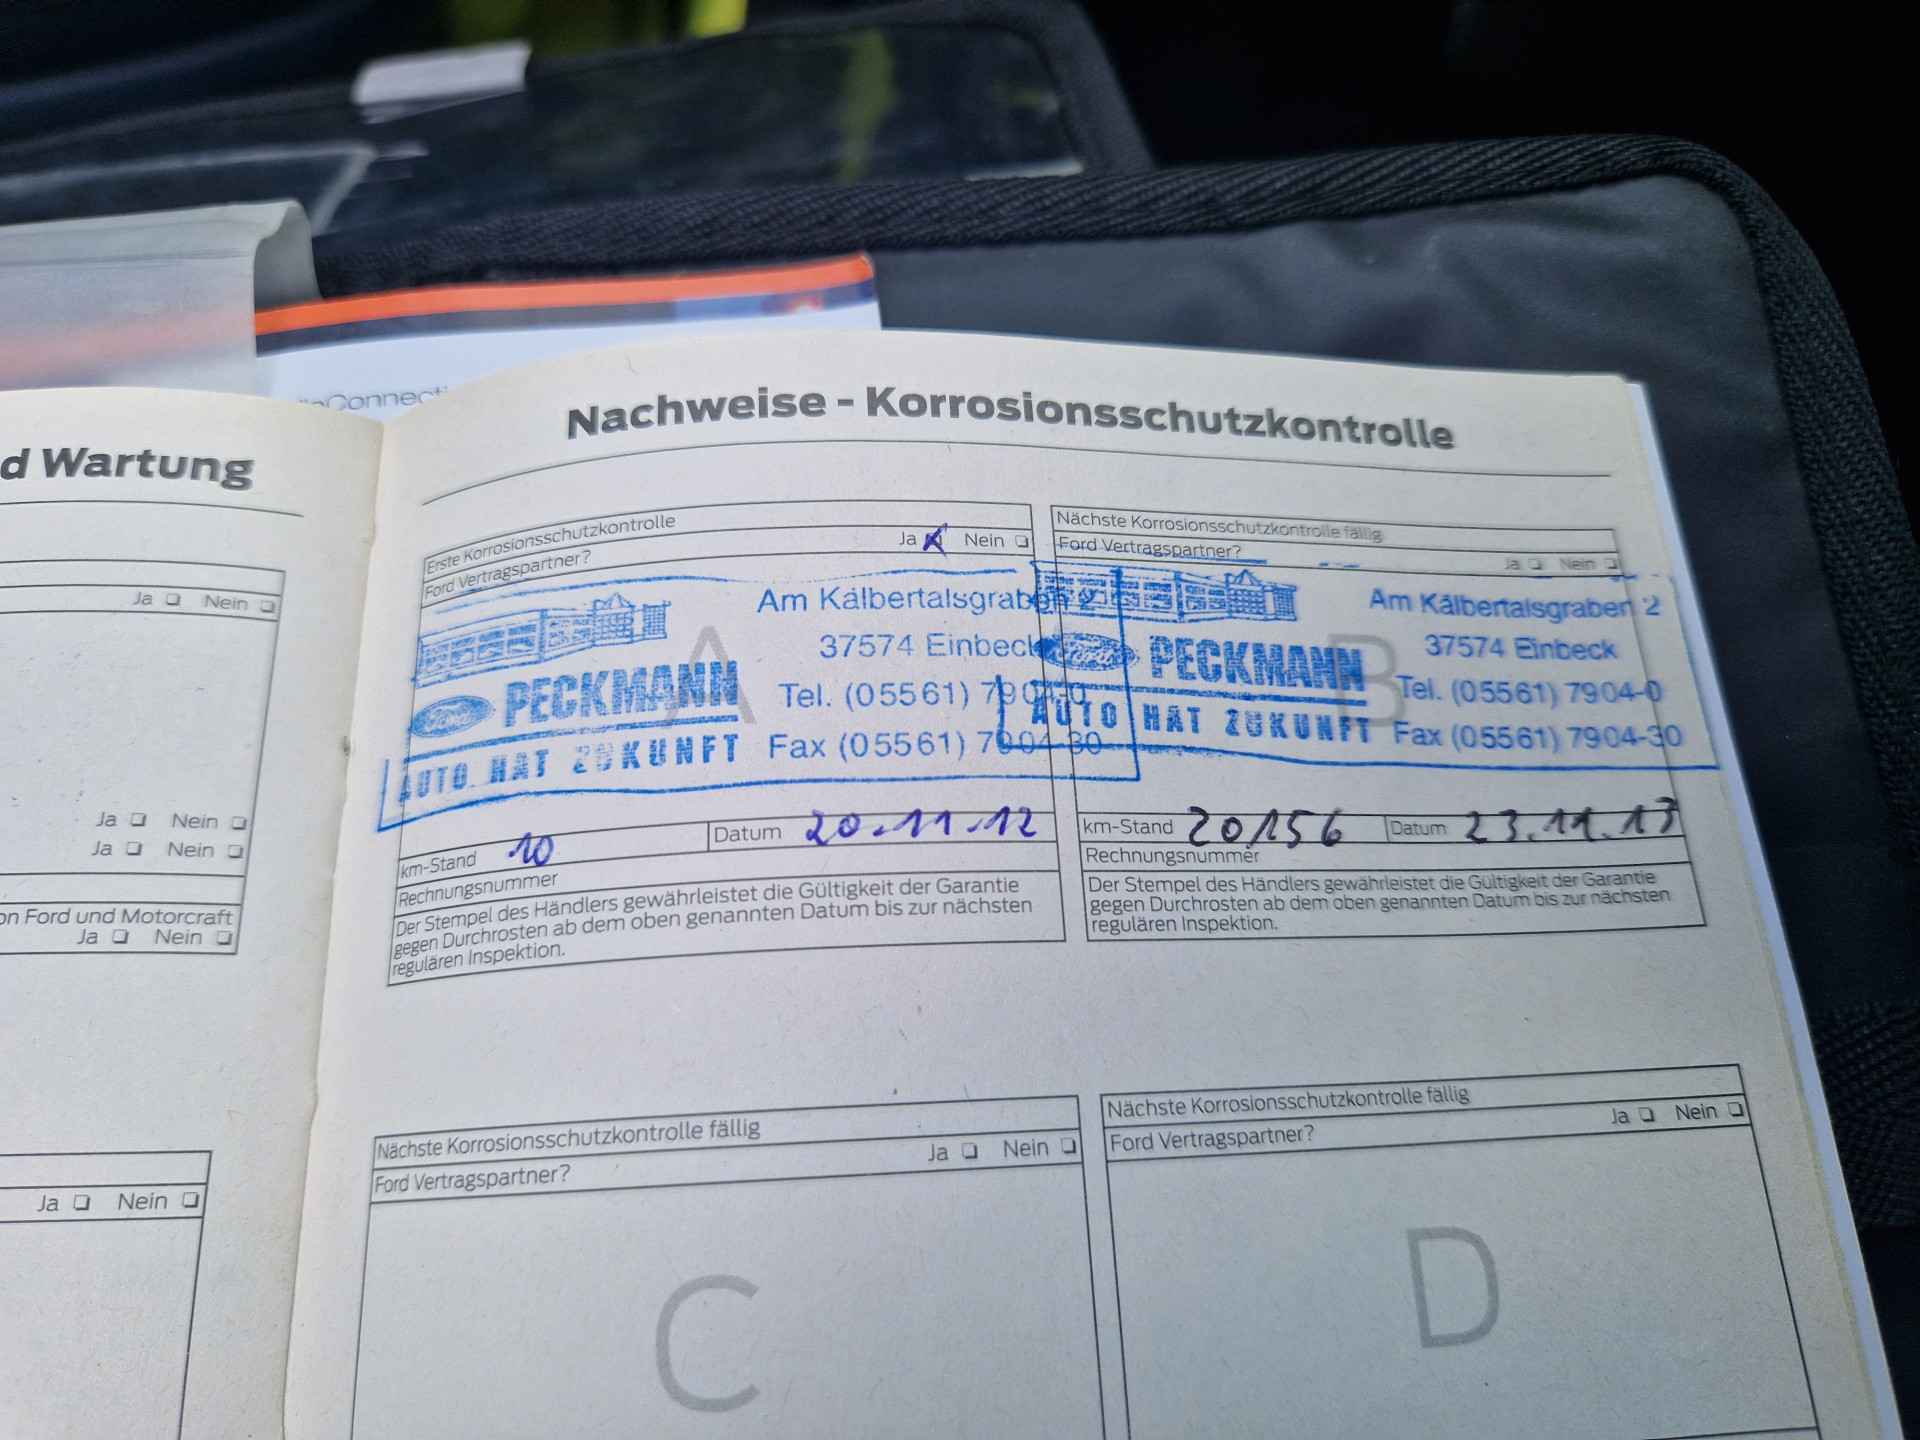 Connect
d Wartung
Ja Nein
Ja Nein
Ja Nein
on Ford und Motorcraft
Ja Nein
Ja Nein
Nachweise - Korrosionsschutzkontrolle
Erste Korrosionsschutzkontrolle
Ford Vertragspartner? Ja Nein
A
Am Kälbertalsgraben 2
37574 Einbeck
Ford PECKMANN Tel. (05561) 7904-0
AUTO HAT ZUKUNFT Fax (05561) 7904-30
km-Stand 10 Datum 20.11.12
Rechnungsnummer
Der Stempel des Händlers gewährleistet die Gültigkeit der Garantie
gegen Durchrosten ab dem oben genannten Datum bis zur nächsten
regulären Inspektion.
Nächste Korrosionsschutzkontrolle fällig
Ford Vertragspartner? Ja Nein
B
Am Kälbertalsgraben 2
37574 Einbeck
Ford PECKMANN Tel. (05561) 7904-0
AUTO HAT ZUKUNFT Fax (05561) 7904-30
km-Stand 20156 Datum 23.11.13
Rechnungsnummer
Der Stempel des Händlers gewährleistet die Gültigkeit der Garantie
gegen Durchrosten ab dem oben genannten Datum bis zur nächsten
regulären Inspektion.
Nächste Korrosionsschutzkontrolle fällig
Ford Vertragspartner? Ja Nein
C
Nächste Korrosionsschutzkontrolle fällig
Ford Vertragspartner? Ja Nein
D